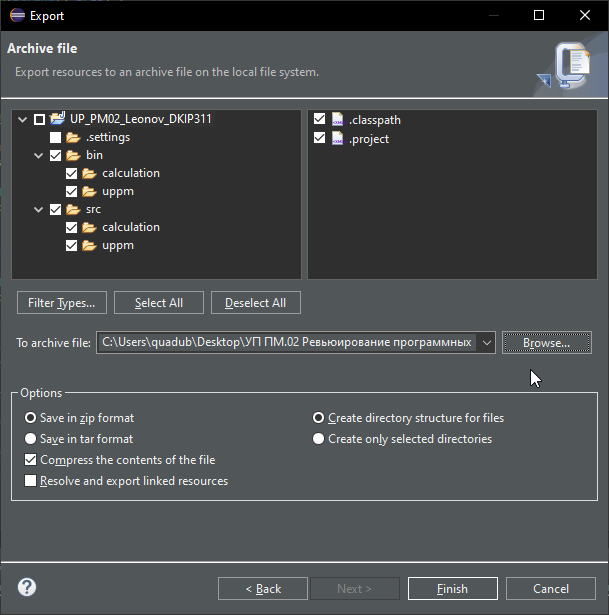 Export
Archive file
Export resources to an archive file on the local file system.
UP_PM02_Leonov_DKIP311
.settings
bin
calculation
uppm
src
calculation
uppm
.classpath
.project
Filter Types...
Select All
Deselect All
To archive file:
C:\Users\quadub\Desktop\УП ПМ.02 Ревьюирование программных
Browse...
Options
Save in zip format
Create directory structure for files
Save in tar format
Create only selected directories
Compress the contents of the file
Resolve and export linked resources
?
< Back
Next >
Finish
Cancel